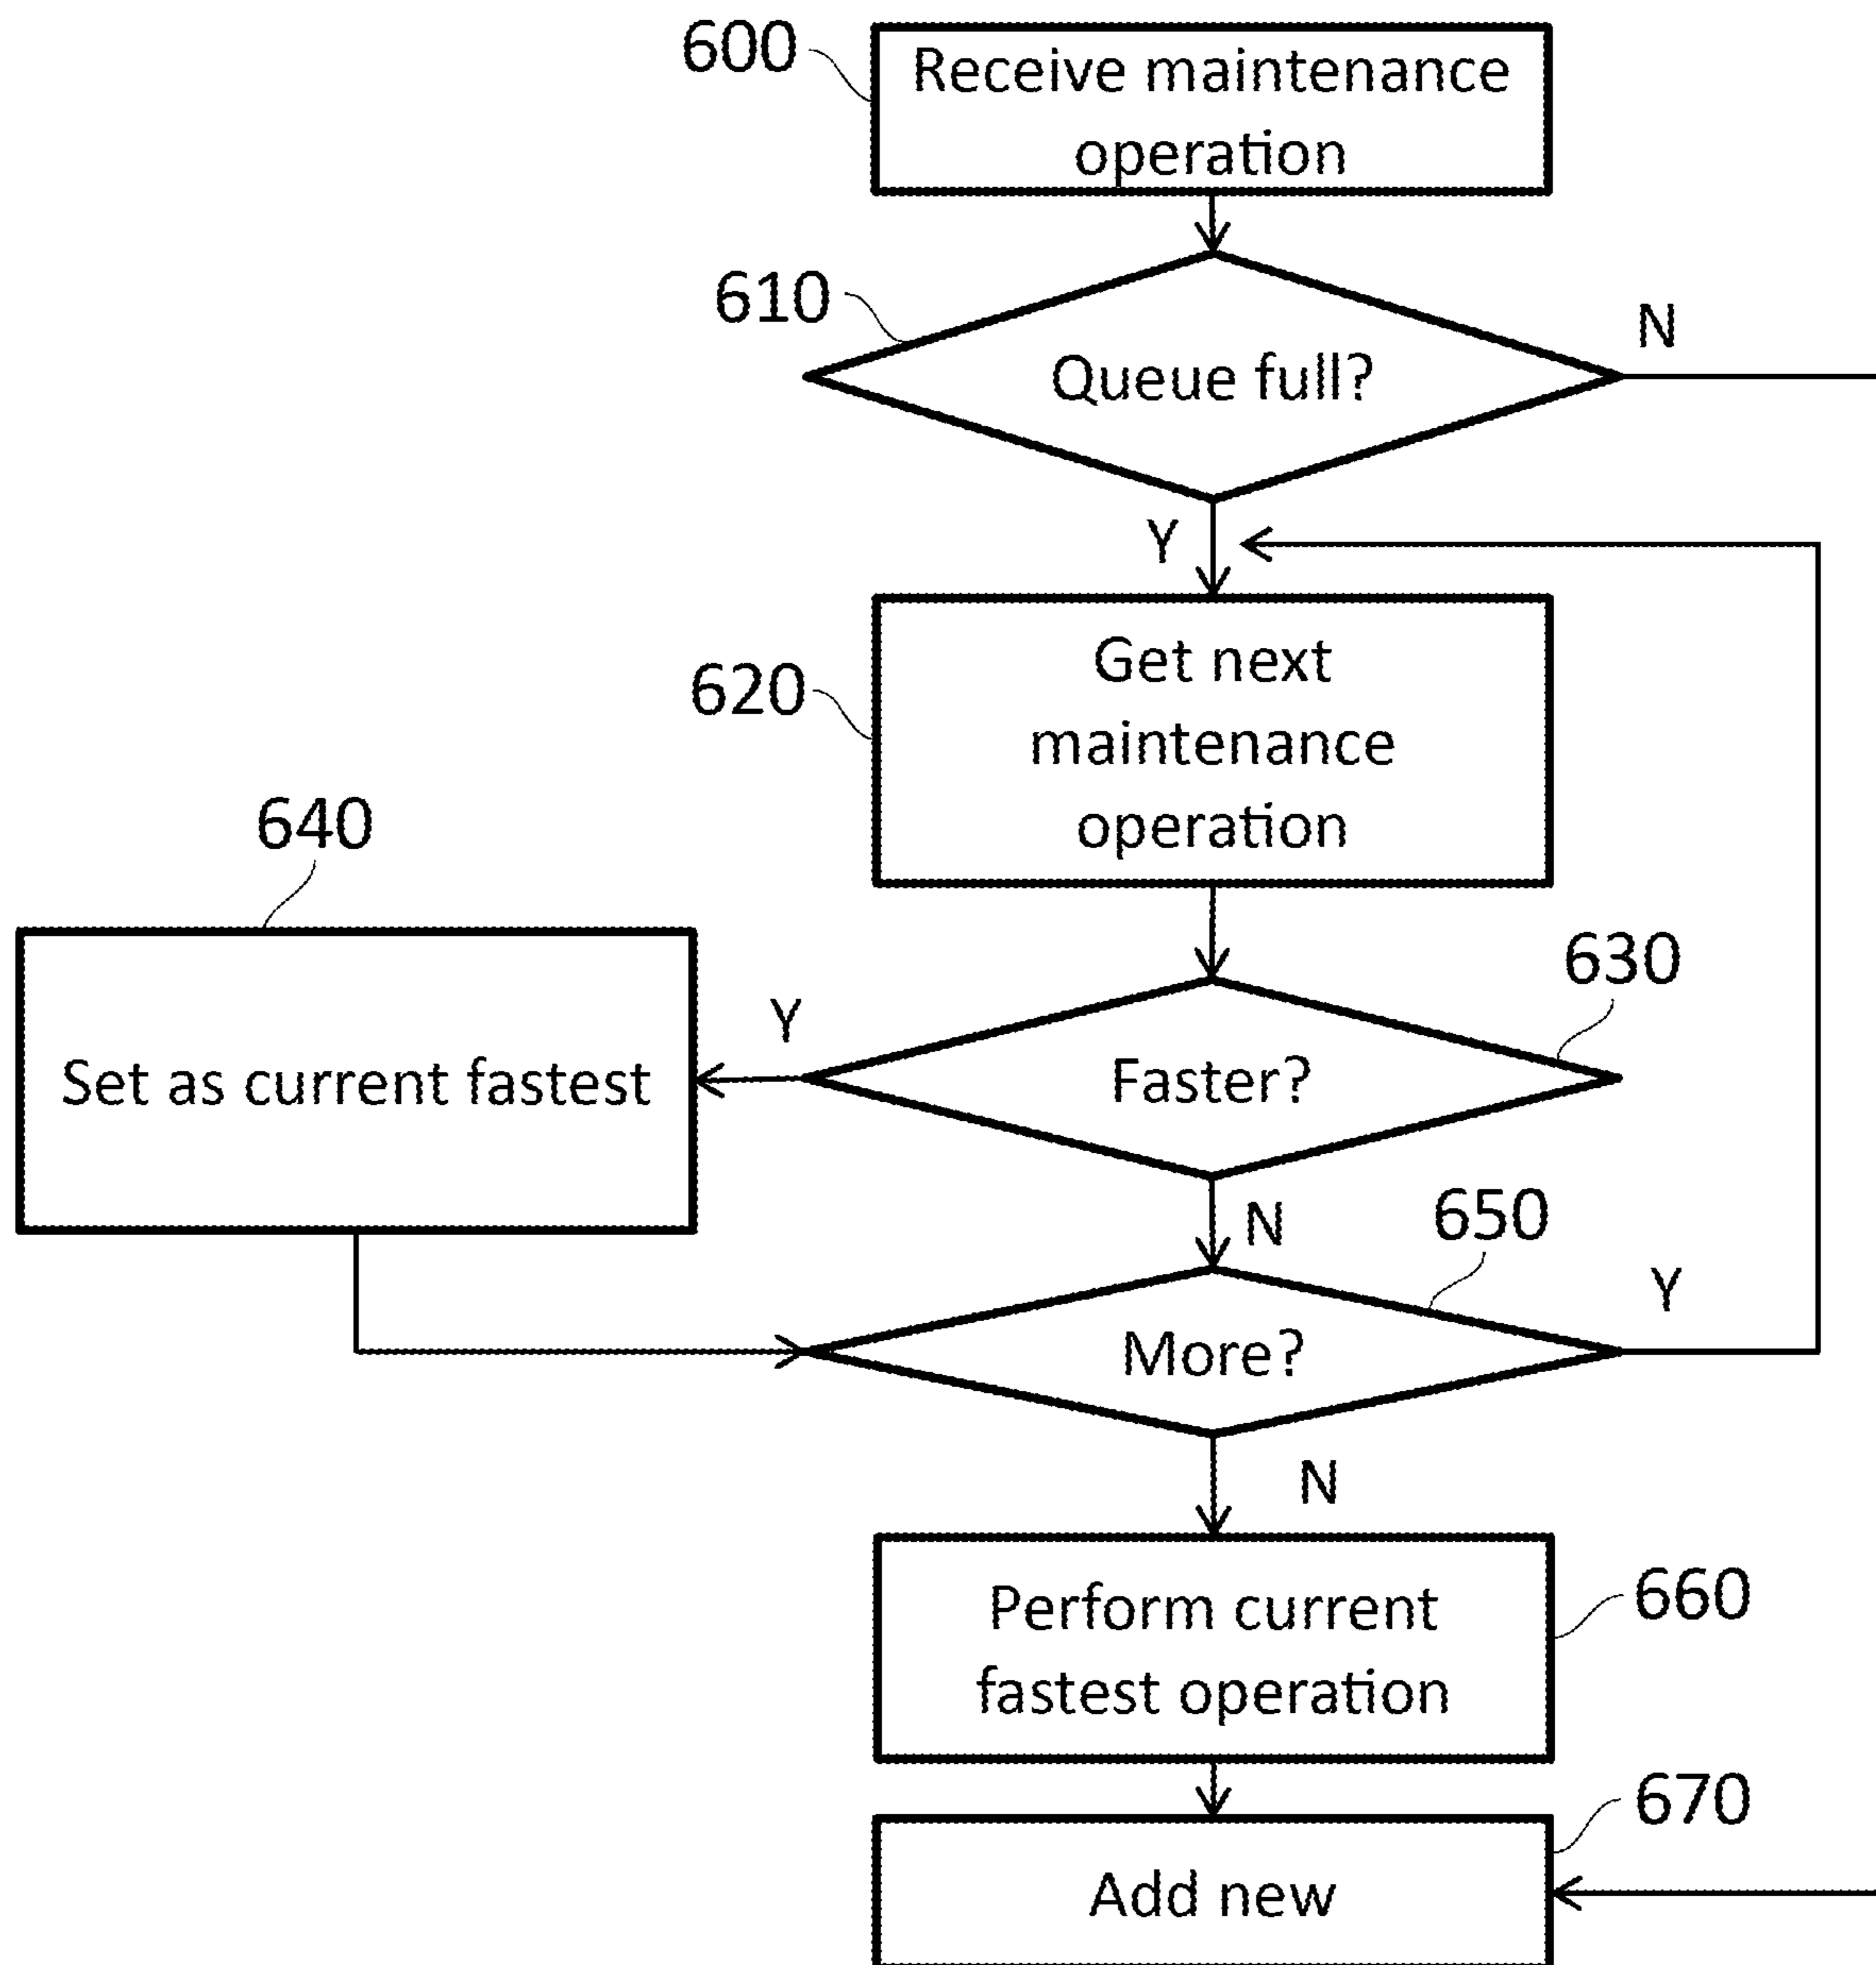 600
Receive maintenance
operation
610
Queue full?
N
Y
620
Get next
maintenance
operation
640
630
Set as current fastest
Y
Faster?
N
650
Y
More?
N
Perform current
fastest operation
660
670
Add new